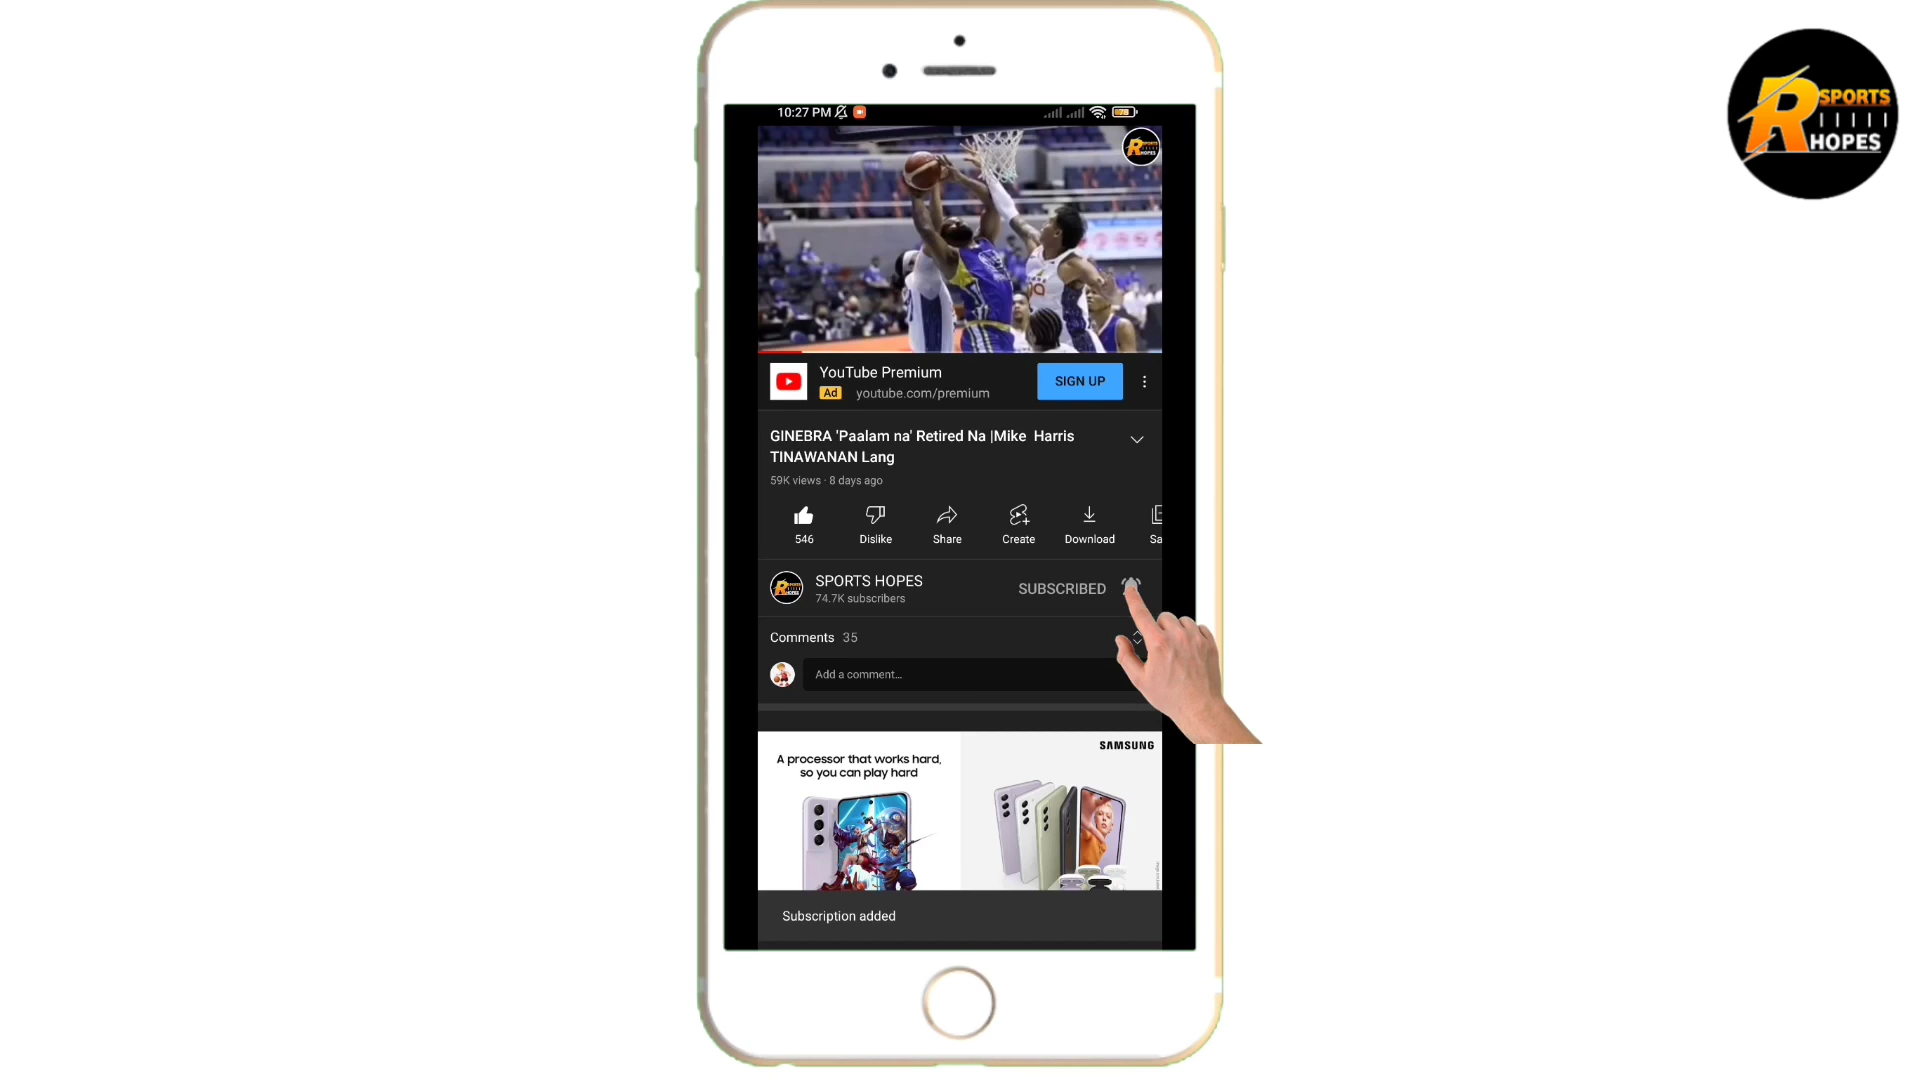 SPORTS
R
HOPES
10:27 PM
YouTube Premium
Ad youtube.com/premium
SIGN UP
GINEBRA 'Paalam na' Retired Na |Mike Harris
TINAWANAN Lang
59K views · 8 days ago
546 Dislike Share Create Download Sa
SPORTS HOPES
74.7K subscribers
SUBSCRIBED
Comments 35
Add a comment...
A processor that works hard,
so you can play hard
SAMSUNG
Subscription added